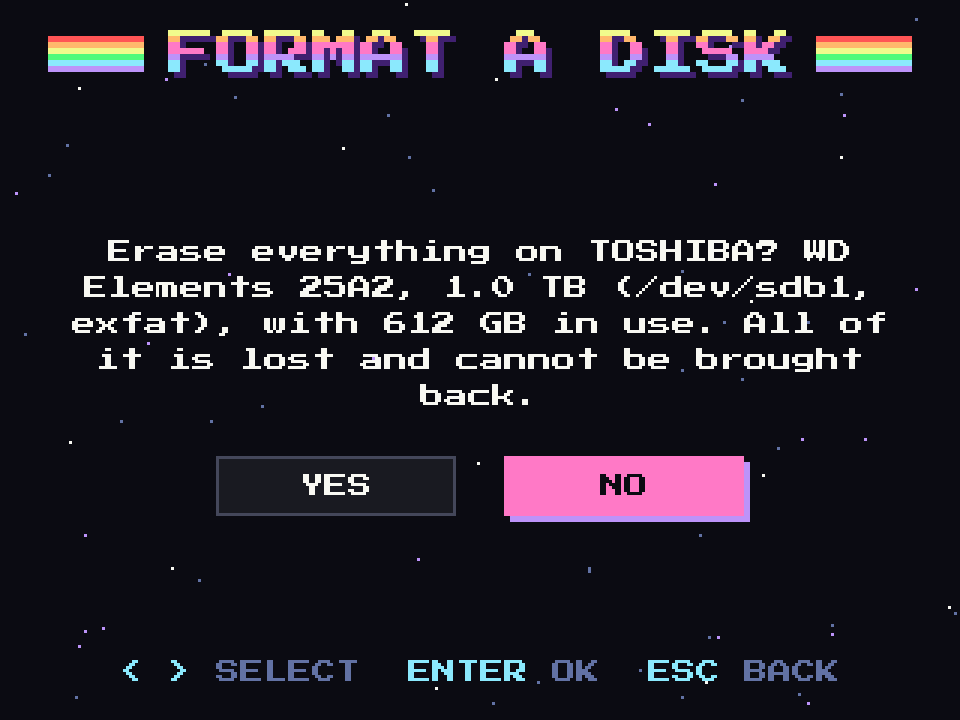 FORMAT A DISK
Erase everything on TOSHIBA? WD
Elements 25A2, 1.0 TB (/dev/sdb1,
exfat), with 612 GB in use. All of
it is lost and cannot be brought
back.
YES NO
< > SELECT ENTER OK ESC BACK